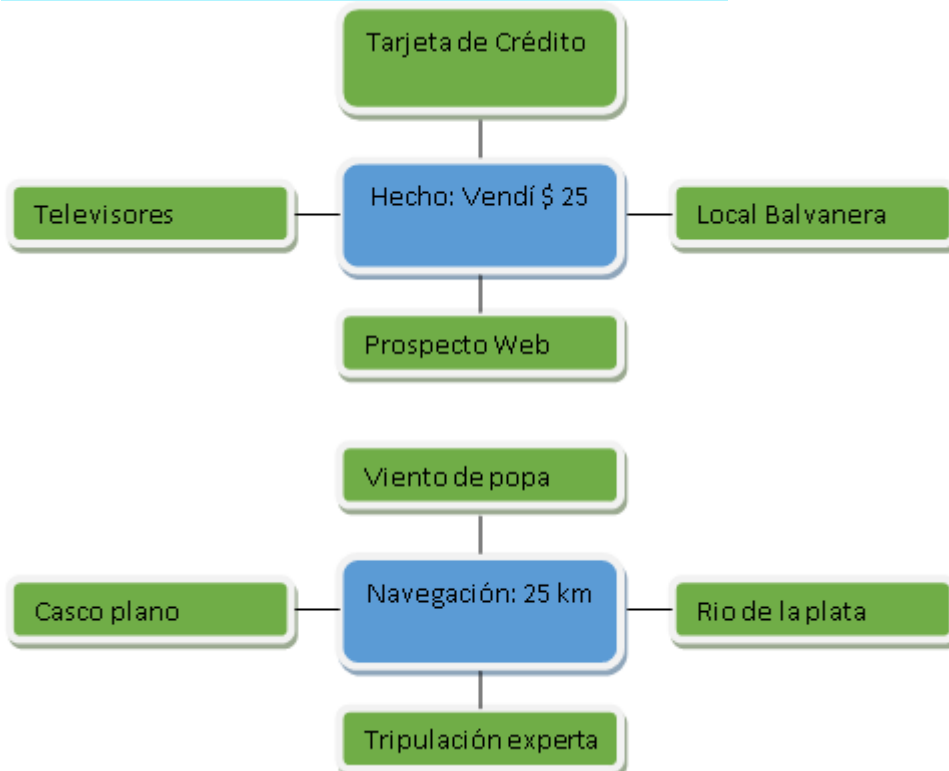 Tarjeta de Crédito
Televisores
Hecho: Vendí $ 25
Local Balvanera
Prospecto Web
Viento de popa
Casco plano
Navegación: 25 km
Rio de la plata
Tripulación experta